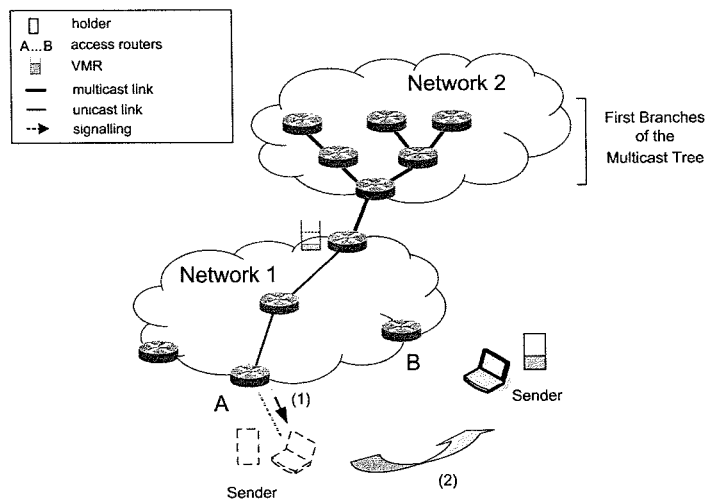 holder
A...B access routers
VMR
multicast link
unicast link
signalling
Network 2
First Branches
of the
Multicast Tree
Network 1
B
A
(1)
Sender
Sender
(2)